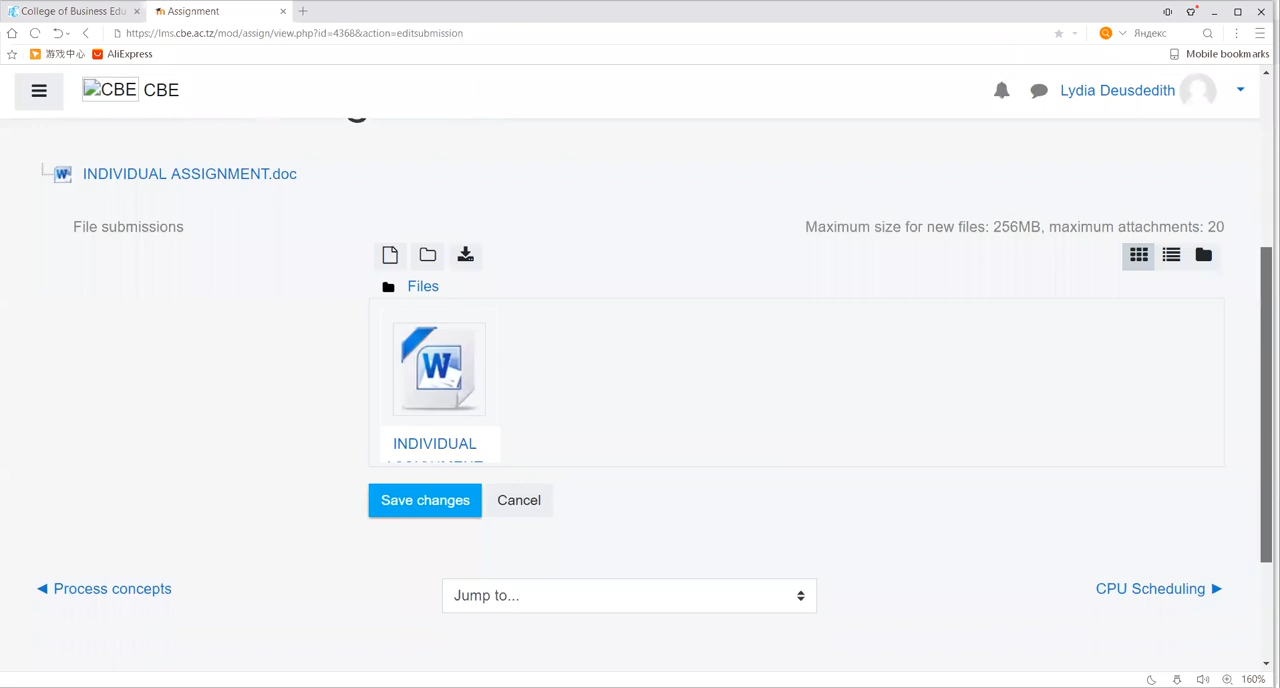 College of Business Edu
Assignment
https://lms.cbe.ac.tz/mod/assign/view.php?id=4368&action=editsubmission
Яндекс
游戏中心
AliExpress
Mobile bookmarks
CBE CBE
Lydia Deusdedith
INDIVIDUAL ASSIGNMENT.doc
File submissions
Maximum size for new files: 256MB, maximum attachments: 20
Files
INDIVIDUAL
Save changes
Cancel
◀ Process concepts
Jump to...
CPU Scheduling ▶
160%